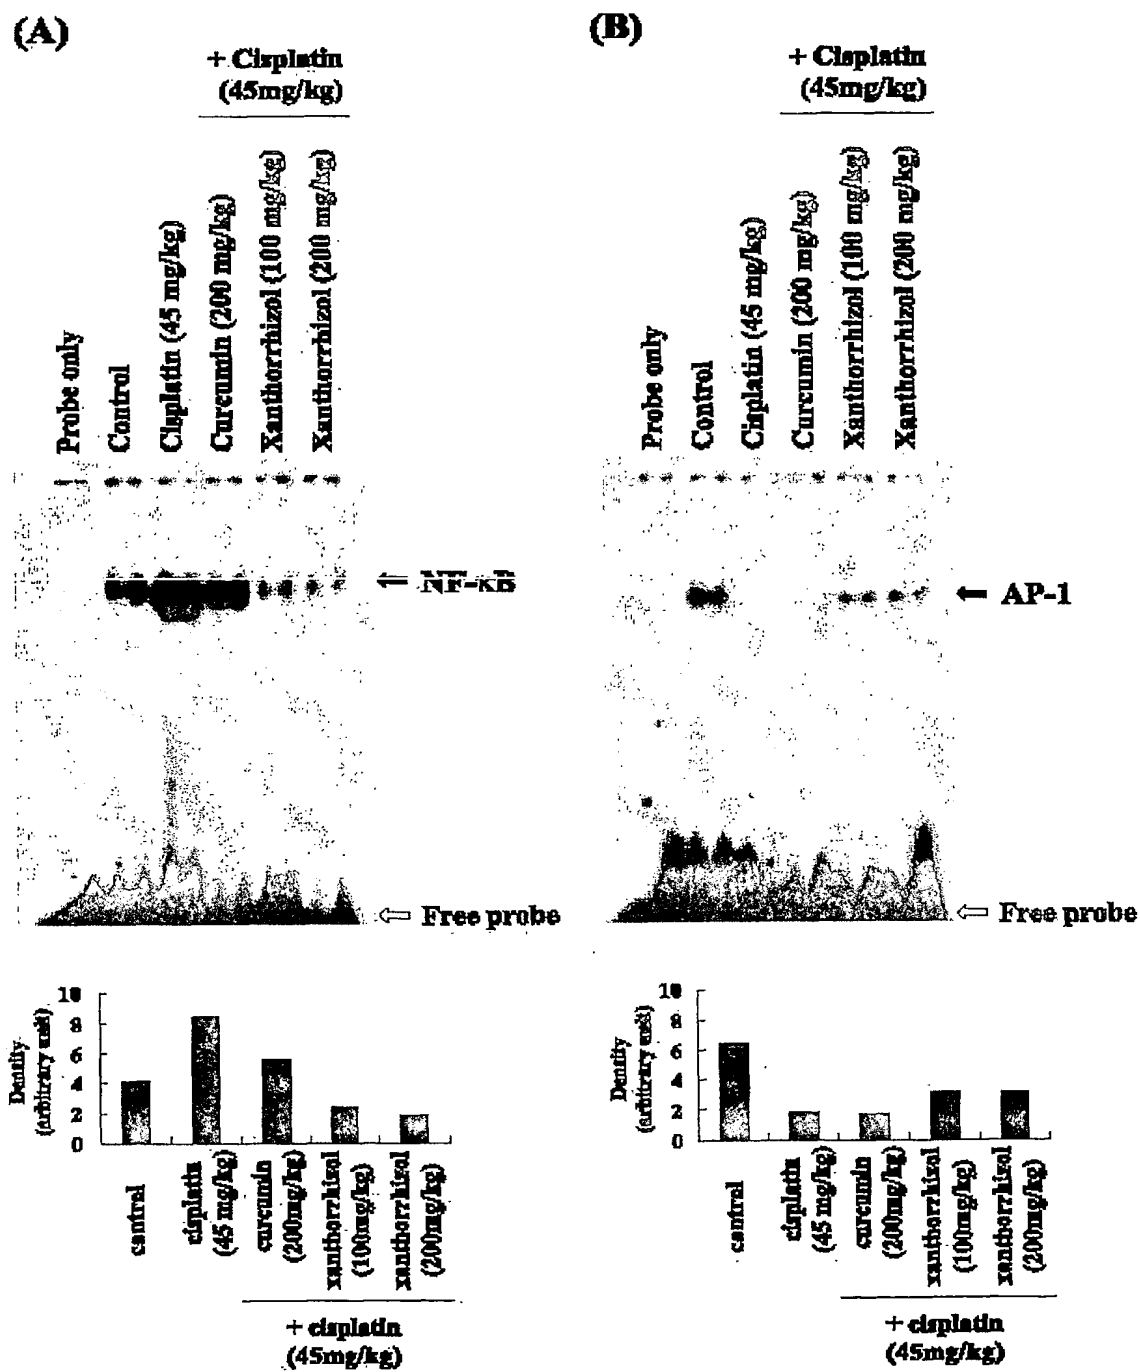 (A)
+ Cisplatin
(45mg/kg)
Probe only
Control
Cisplatin (45 mg/kg)
Curcumin (200 mg/kg)
Xanthorrhizol (100 mg/kg)
Xanthorrhizol (200 mg/kg)
NF-κB
Free probe
Density
(arbitrary unit)
10
8
6
4
2
0
control
cisplatin
(45 mg/kg)
curcumin
(200mg/kg)
xanthorrhizol
(100mg/kg)
xanthorrhizol
(200mg/kg)
+ cisplatin
(45mg/kg)
(B)
+ Cisplatin
(45mg/kg)
Probe only
Control
Cisplatin (45 mg/kg)
Curcumin (200 mg/kg)
Xanthorrhizol (100 mg/kg)
Xanthorrhizol (200 mg/kg)
AP-1
Free probe
Density
(arbitrary unit)
10
8
6
4
2
0
control
cisplatin
(45 mg/kg)
curcumin
(200mg/kg)
xanthorrhizol
(100mg/kg)
xanthorrhizol
(200mg/kg)
+ cisplatin
(45mg/kg)